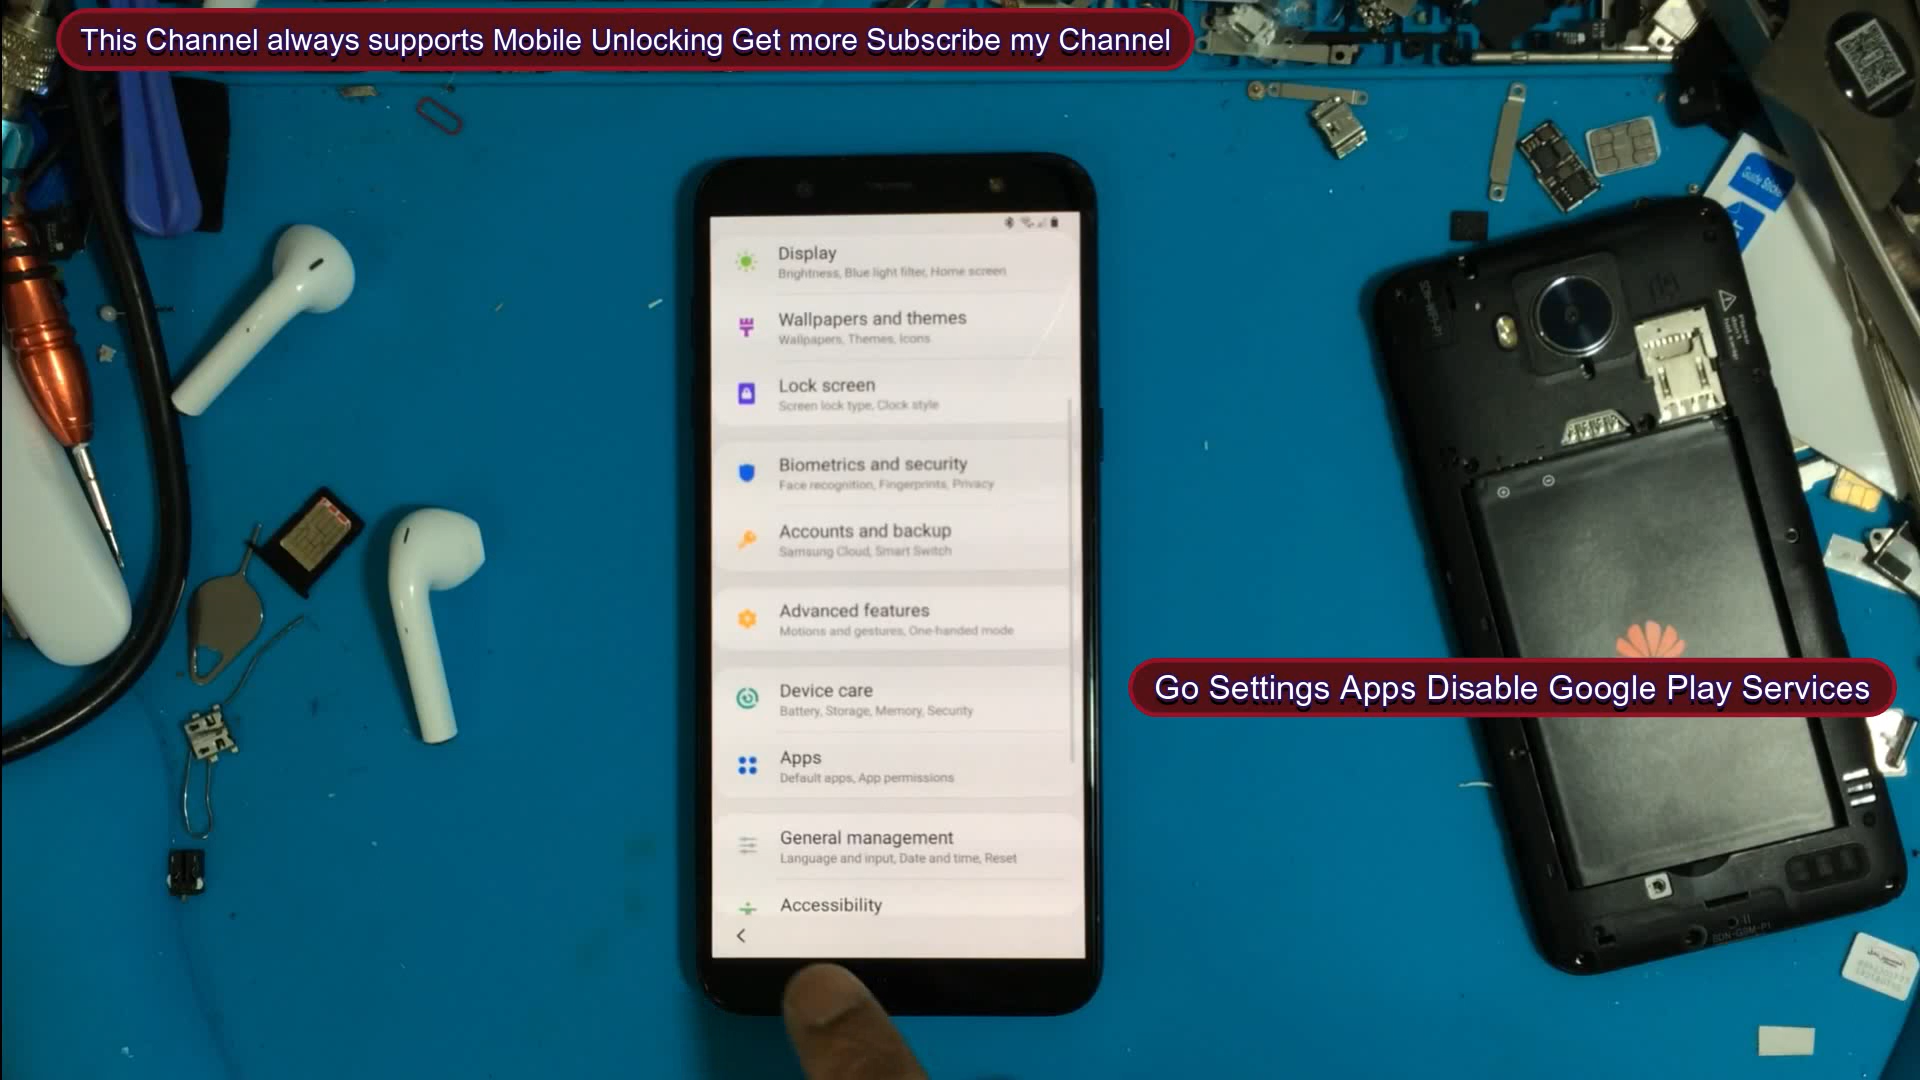 This Channel always supports Mobile Unlocking Get more Subscribe my Channel
Display
Brightness, Blue light filter, Home screen
Wallpapers and themes
Wallpapers, Themes, Icons
Lock screen
Screen lock type, Clock style
Biometrics and security
Face recognition, Fingerprints, Privacy
Accounts and backup
Samsung Cloud, Smart Switch
Advanced features
Motions and gestures, One-handed mode
Device care
Battery, Storage, Memory, Security
Apps
Default apps, App permissions
General management
Language and input, Date and time, Reset
Accessibility
Go Settings Apps Disable Google Play Services